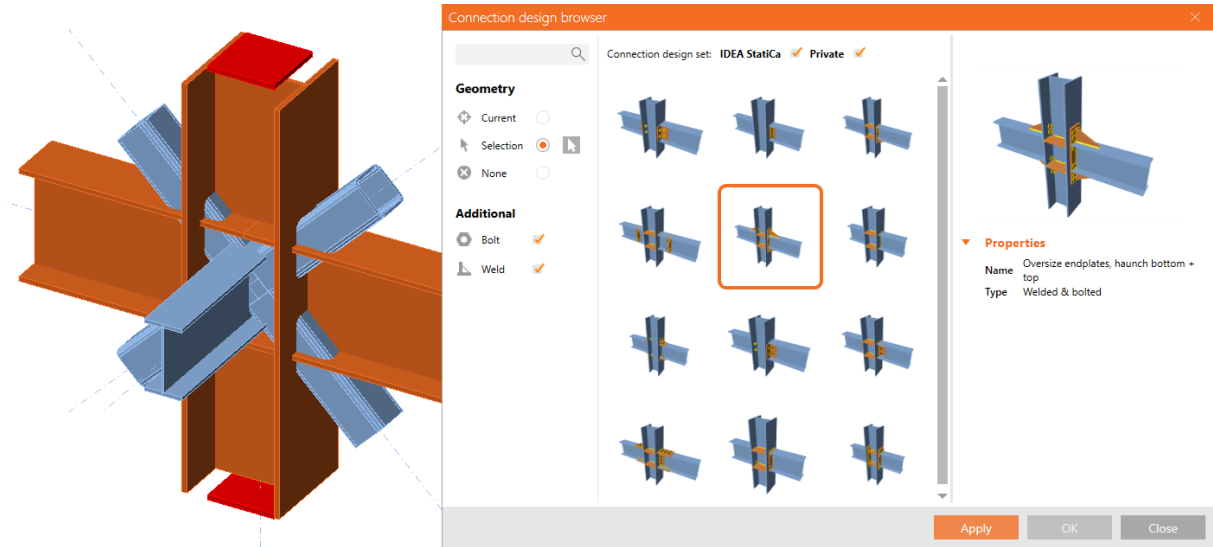 Connection design browser
Connection design set: IDEA StatiCa Private
Geometry
Current
Selection
None
Additional
Bolt
Weld
Properties
Name Oversize endplates, haunch bottom +
top
Type Welded & bolted
Apply OK Close